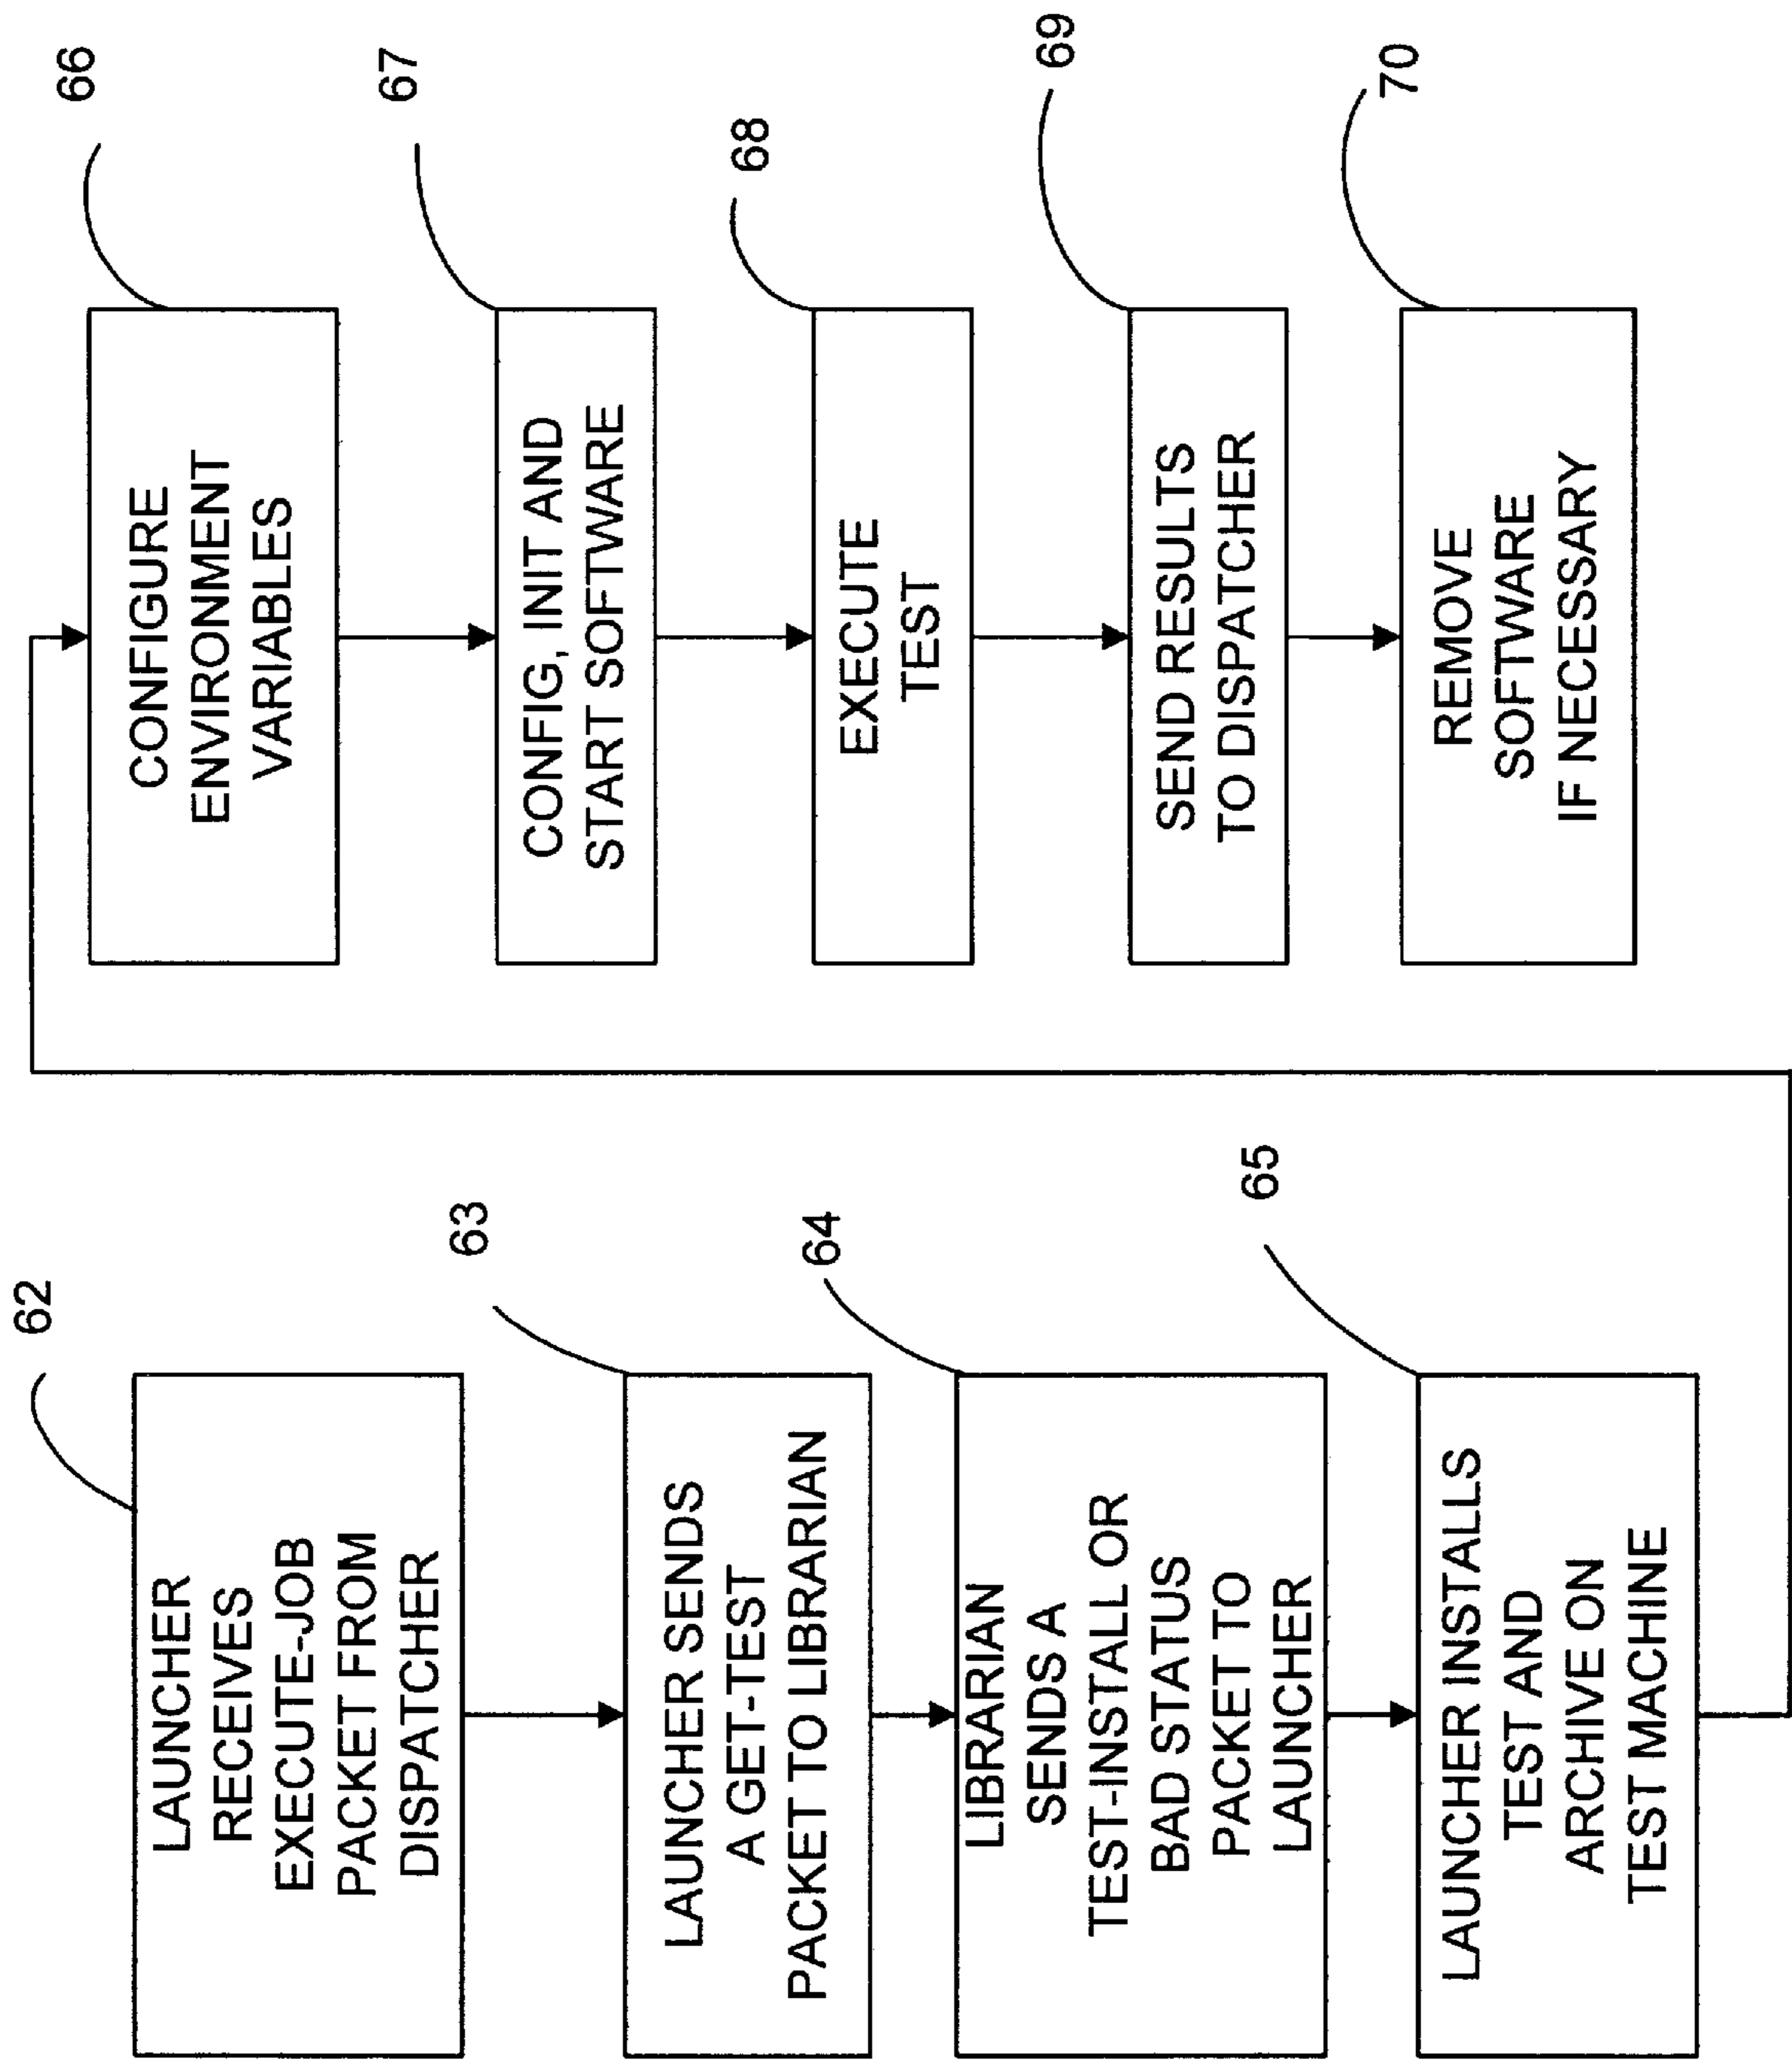 62
LAUNCHER
RECEIVES
EXECUTE-JOB
PACKET FROM
DISPATCHER
63
LAUNCHER SENDS
A GET-TEST
PACKET TO LIBRARIAN
64
LIBRARIAN
SENDS A
TEST-INSTALL OR
BAD STATUS
PACKET TO
LAUNCHER
65
LAUNCHER INSTALLS
TEST AND
ARCHIVE ON
TEST MACHINE
66
CONFIGURE
ENVIRONMENT
VARIABLES
67
CONFIG, INIT AND
START SOFTWARE
68
EXECUTE
TEST
69
SEND RESULTS
TO DISPATCHER
70
REMOVE
SOFTWARE
IF NECESSARY